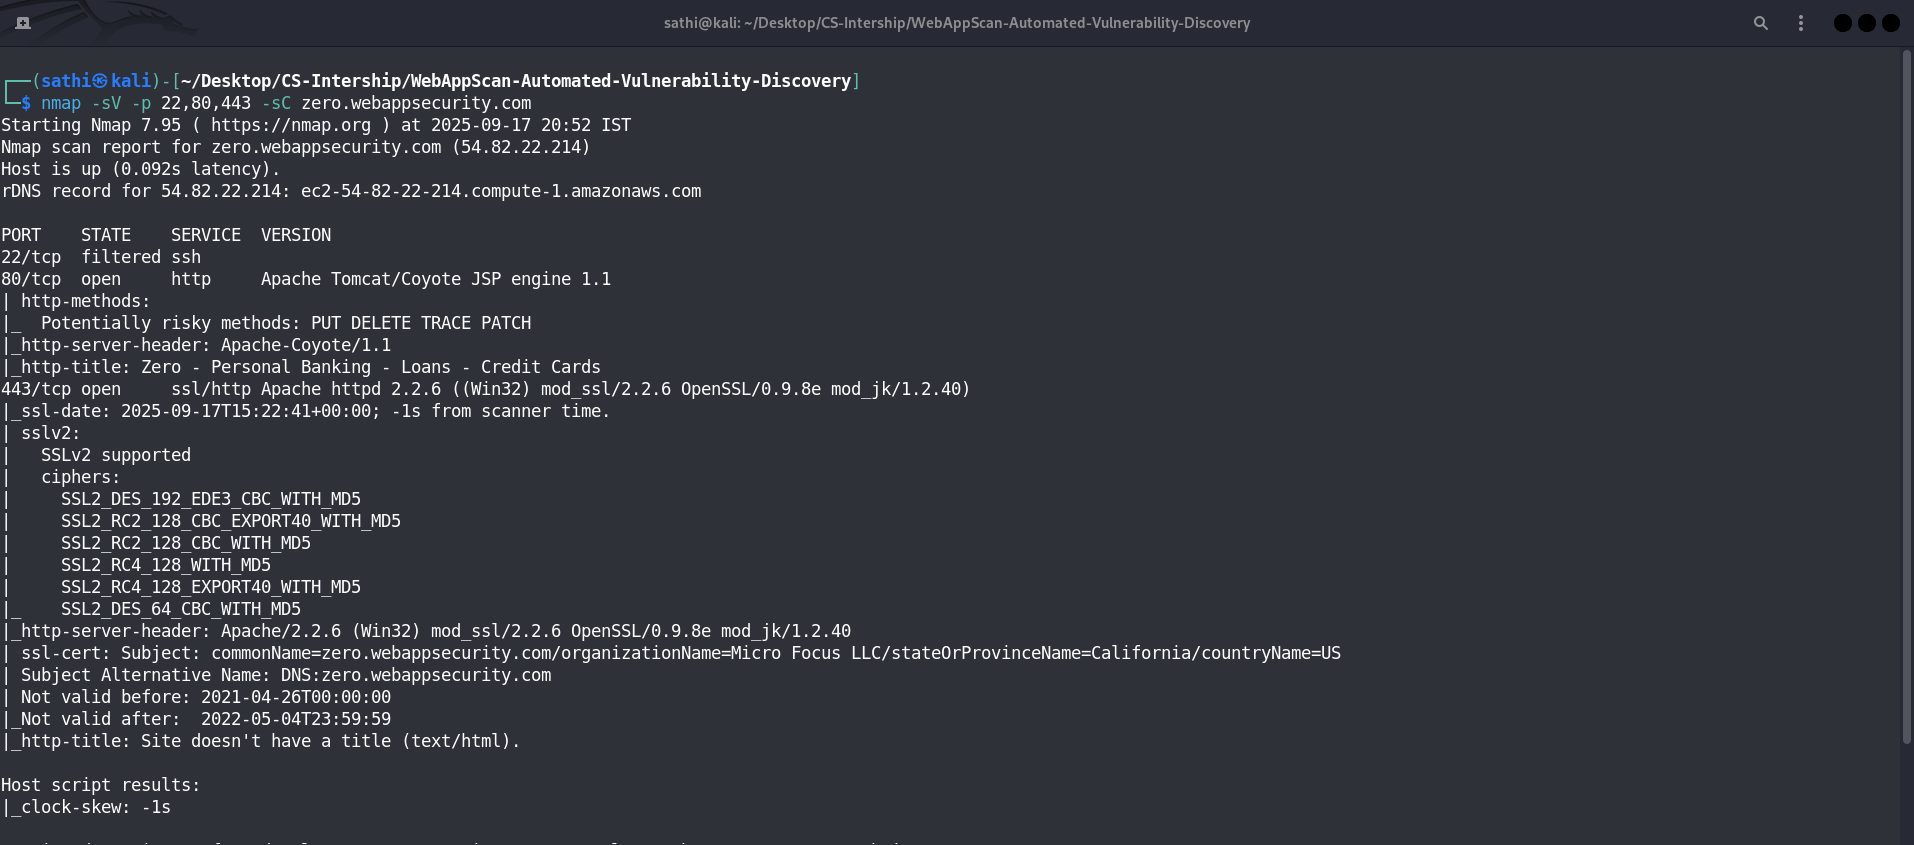 sathi@kali: ~/Desktop/CS-Intership/WebAppScan-Automated-Vulnerability-Discovery
┌──(sathi㉿kali)-[~/Desktop/CS-Intership/WebAppScan-Automated-Vulnerability-Discovery]
└─$ nmap -sV -p 22,80,443 -sC zero.webappsecurity.com
Starting Nmap 7.95 ( https://nmap.org ) at 2025-09-17 20:52 IST
Nmap scan report for zero.webappsecurity.com (54.82.22.214)
Host is up (0.092s latency).
rDNS record for 54.82.22.214: ec2-54-82-22-214.compute-1.amazonaws.com
PORT    STATE    SERVICE  VERSION
22/tcp  filtered ssh
80/tcp  open     http     Apache Tomcat/Coyote JSP engine 1.1
| http-methods:
|_  Potentially risky methods: PUT DELETE TRACE PATCH
|_http-server-header: Apache-Coyote/1.1
|_http-title: Zero - Personal Banking - Loans - Credit Cards
443/tcp open     ssl/http Apache httpd 2.2.6 ((Win32) mod_ssl/2.2.6 OpenSSL/0.9.8e mod_jk/1.2.40)
|_ssl-date: 2025-09-17T15:22:41+00:00; -1s from scanner time.
| sslv2:
|   SSLv2 supported
|   ciphers:
|     SSL2_DES_192_EDE3_CBC_WITH_MD5
|     SSL2_RC2_128_CBC_EXPORT40_WITH_MD5
|     SSL2_RC2_128_CBC_WITH_MD5
|     SSL2_RC4_128_WITH_MD5
|     SSL2_RC4_128_EXPORT40_WITH_MD5
|_    SSL2_DES_64_CBC_WITH_MD5
|_http-server-header: Apache/2.2.6 (Win32) mod_ssl/2.2.6 OpenSSL/0.9.8e mod_jk/1.2.40
| ssl-cert: Subject: commonName=zero.webappsecurity.com/organizationName=Micro Focus LLC/stateOrProvinceName=California/countryName=US
| Subject Alternative Name: DNS:zero.webappsecurity.com
| Not valid before: 2021-04-26T00:00:00
|_Not valid after:  2022-05-04T23:59:59
|_http-title: Site doesn't have a title (text/html).
Host script results:
|_clock-skew: -1s